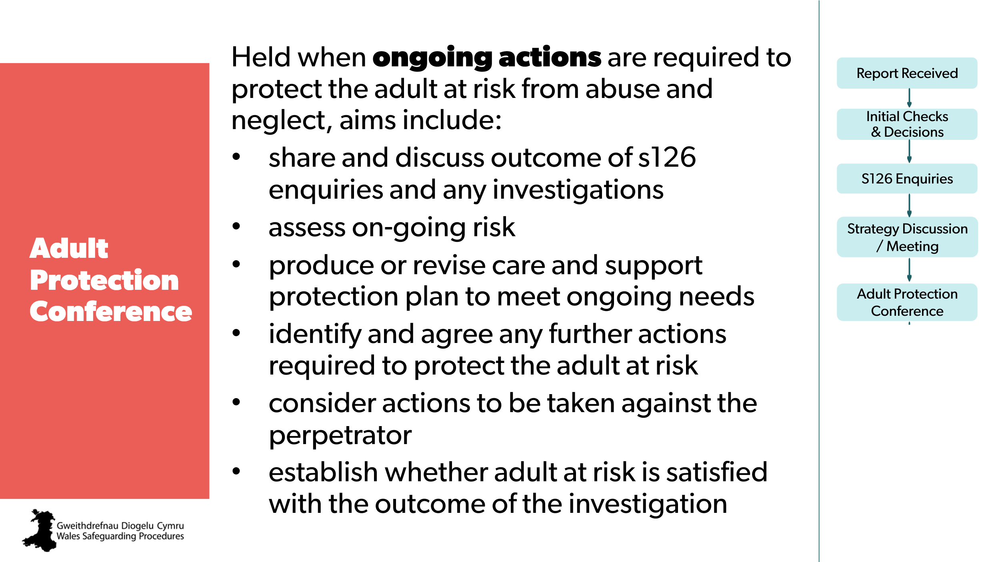 Adult
Protection
Conference
Held when ongoing actions are required to
protect the adult at risk from abuse and
neglect, aims include:
• share and discuss outcome of s126
enquiries and any investigations
• assess on-going risk
• produce or revise care and support
protection plan to meet ongoing needs
• identify and agree any further actions
required to protect the adult at risk
• consider actions to be taken against the
perpetrator
• establish whether adult at risk is satisfied
with the outcome of the investigation
Report Received
Initial Checks
& Decisions
S126 Enquiries
Strategy Discussion
/ Meeting
Adult Protection
Conference
Gweithdrefnau Diogelu Cymru
Wales Safeguarding Procedures